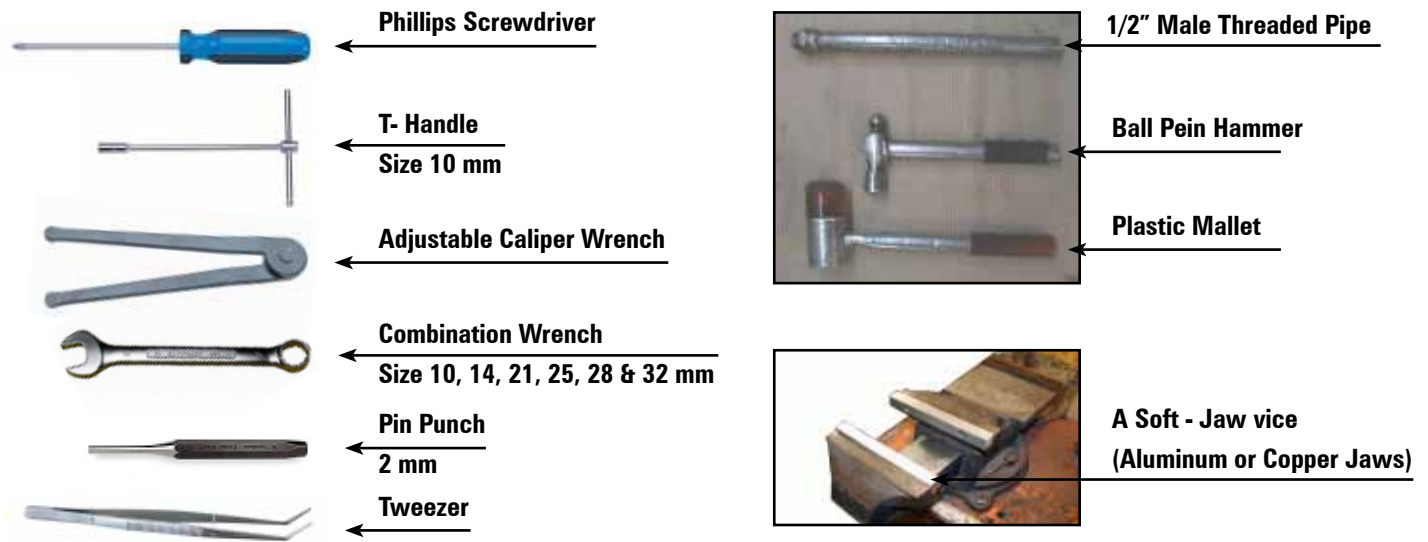 Phillips Screwdriver
T- Handle
Size 10 mm
Adjustable Caliper Wrench
Combination Wrench
Size 10, 14, 21, 25, 28 & 32 mm
Pin Punch
2 mm
Tweezer
1/2” Male Threaded Pipe
Ball Pein Hammer
Plastic Mallet
A Soft - Jaw vice
(Aluminum or Copper Jaws)